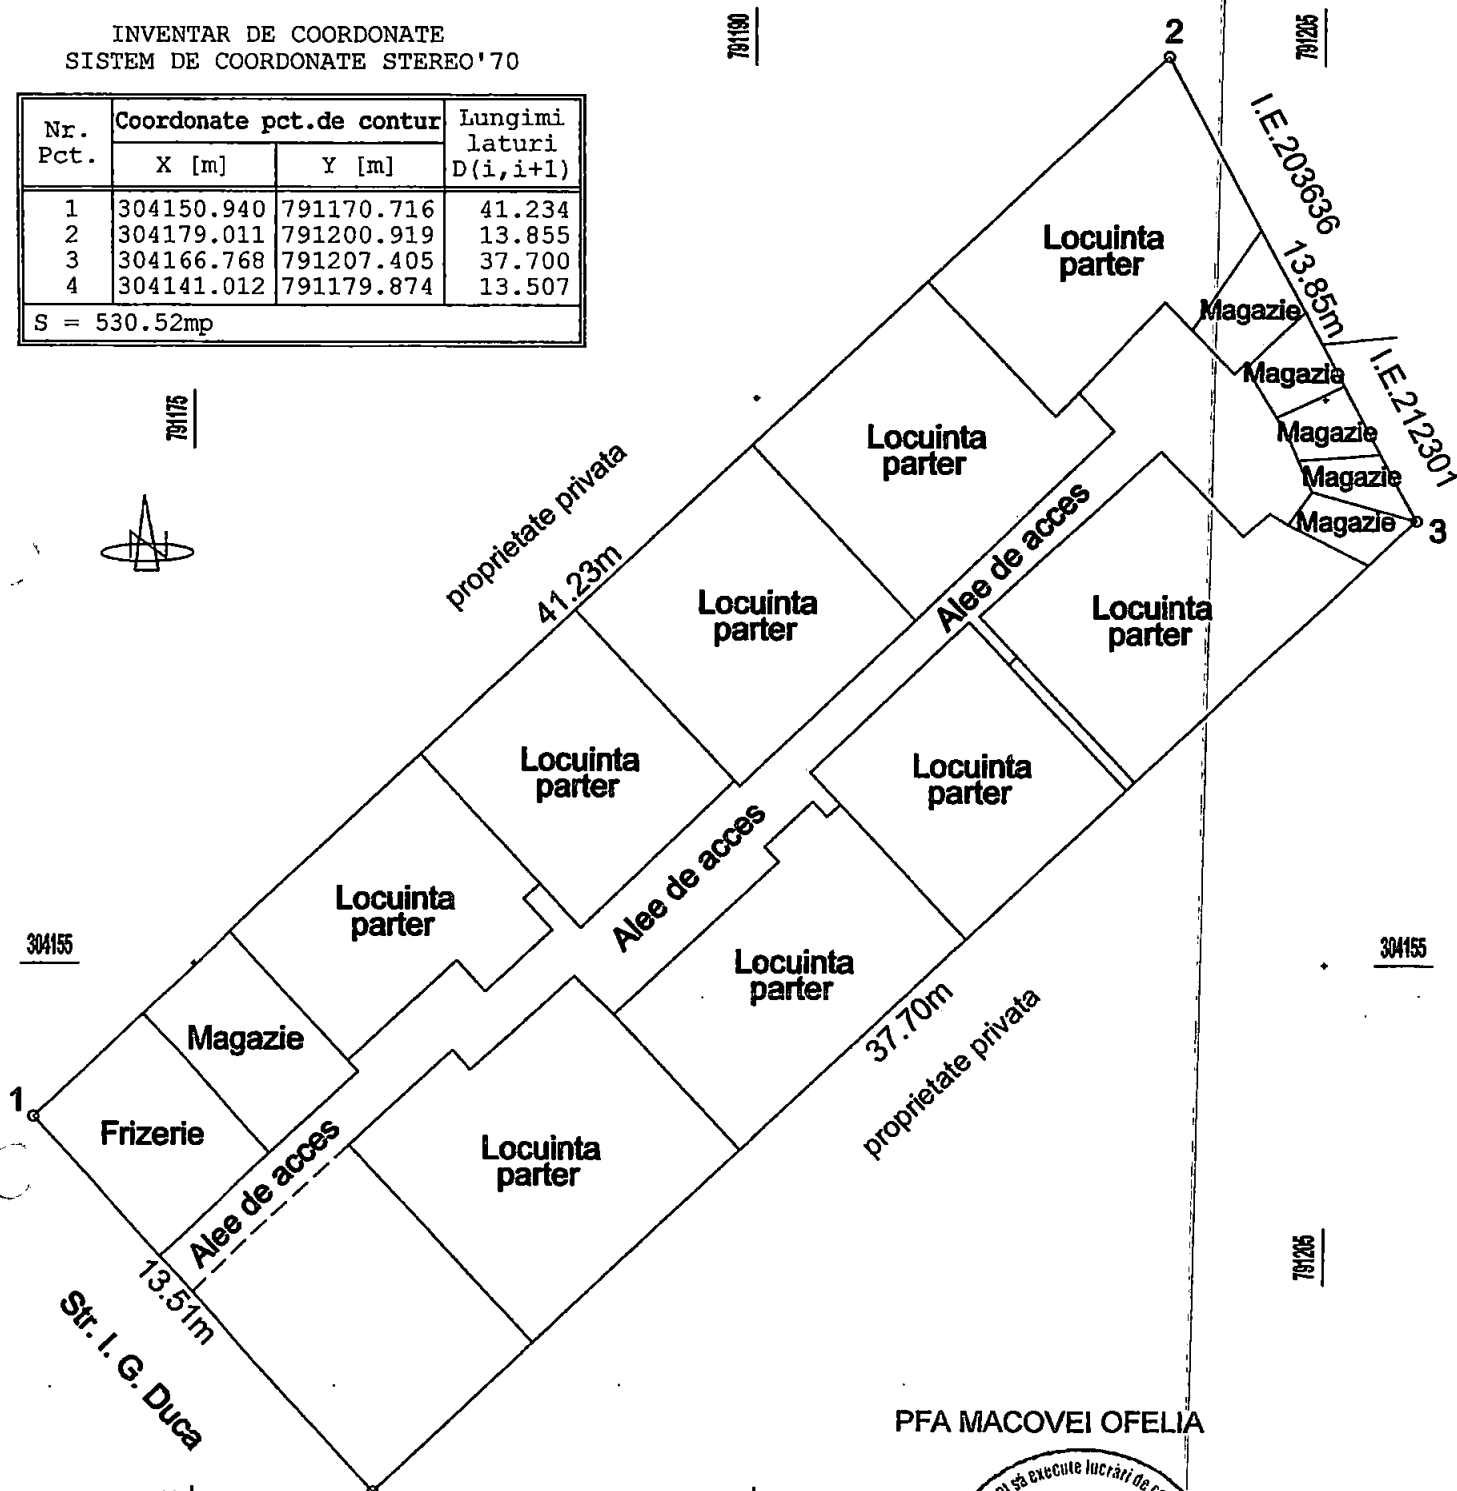 INVENTAR DE COORDONATE
SISTEM DE COORDONATE STEREO'70
Nr. Pct. Coordonate pct.de contur Lungimi laturi D(i,i+1)
X [m] Y [m]
1 304150.940 791170.716 41.234
2 304179.011 791200.919 13.855
3 304166.768 791207.405 37.700
4 304141.012 791179.874 13.507
S = 530.52mp
791190
791205
2
I.E.203636
13.85m
Locuinta
parter
Magazie
Magazie
I.E.212301
Magazie
Magazie
Magazie
3
791175
proprietate privata
41.23m
Locuinta
parter
Alee de acces
Locuinta
parter
Locuinta
parter
Locuinta
parter
Locuinta
parter
Alee de acces
Locuinta
parter
304155
304155
Locuinta
parter
37.70m
proprietate privata
Magazie
1
Frizerie
Alee de acces
Locuinta
parter
13.51m
Str. I. G. Duca
791205
PFA MACOVEI OFELIA
să execute lucrări de